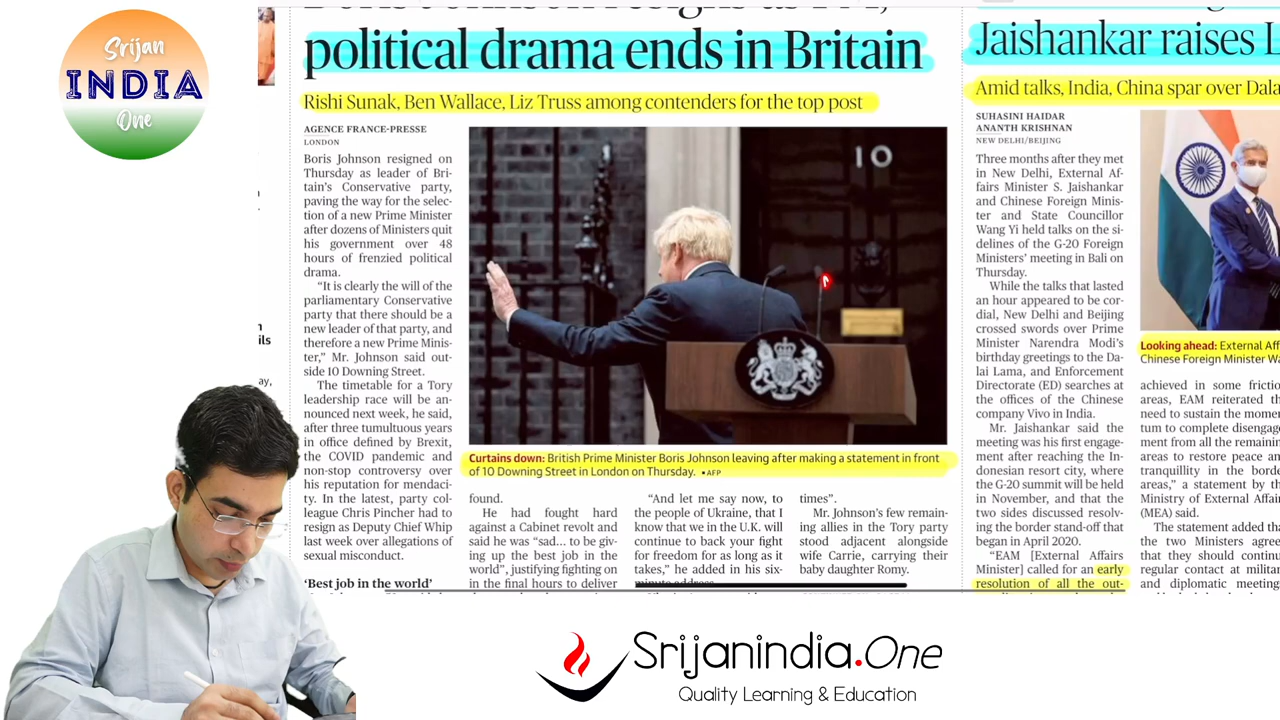 Srijan
INDIA
One
ils
ay,
political drama ends in Britain
Rishi Sunak, Ben Wallace, Liz Truss among contenders for the top post
AGENCE FRANCE-PRESSE
LONDON
Boris Johnson resigned on
Thursday as leader of Bri-
tain's Conservative party,
paving the way for the selec-
tion of a new Prime Minister
after dozens of Ministers quit
his government over 48
hours of frenzied political
drama.
"It is clearly the will of the
parliamentary Conservative
party that there should be a
new leader of that party, and
therefore a new Prime Minis-
ter," Mr. Johnson said out-
side 10 Downing Street.
The timetable for a Tory
leadership race will be an-
nounced next week, he said,
after three tumultuous years
in office defined by Brexit,
the COVID pandemic and
non-stop controversy over
his reputation for mendaci-
ty. In the latest, party col-
league Chris Pincher had to
resign as Deputy Chief Whip
last week over allegations of
sexual misconduct.
'Best job in the world'
10
Curtains down: British Prime Minister Boris Johnson leaving after making a statement in front
of 10 Downing Street in London on Thursday. ▪ AFP
found.
He had fought hard
against a Cabinet revolt and
said he was "sad... to be giv-
ing up the best job in the
world", justifying fighting on
in the final hours to deliver
"And let me say now, to
the people of Ukraine, that I
know that we in the U.K. will
continue to back your fight
for freedom for as long as it
takes," he added in his six-
minute address.
times".
Mr. Johnson's few remain-
ing allies in the Tory party
stood adjacent alongside
wife Carrie, carrying their
baby daughter Romy.
Jaishankar raises L
Amid talks, India, China spar over Dala
SUHASINI HAIDAR
ANANTH KRISHNAN
NEW DELHI/BEIJING
Three months after they met
in New Delhi, External Af-
fairs Minister S. Jaishankar
and Chinese Foreign Minis-
ter and State Councillor
Wang Yi held talks on the si-
delines of the G-20 Foreign
Ministers' meeting in Bali on
Thursday.
While the talks that lasted
an hour appeared to be cor-
dial, New Delhi and Beijing
crossed swords over Prime
Minister Narendra Modi's
birthday greetings to the Da-
lai Lama, and Enforcement
Directorate (ED) searches at
the offices of the Chinese
company Vivo in India.
Mr. Jaishankar said the
meeting was his first engage-
ment after reaching the In-
donesian resort city, where
the G-20 summit will be held
in November, and that the
two sides discussed resolv-
ing the border stand-off that
began in April 2020.
"EAM [External Affairs
Minister] called for an early
resolution of all the out-
Looking ahead: External Aff
Chinese Foreign Minister Wa
achieved in some frictio
areas, EAM reiterated th
need to sustain the momen
tum to complete disengage
ment from all the remainin
areas to restore peace an
tranquillity in the borde
areas," a statement by th
Ministry of External Affair
(MEA) said.
The statement added tha
the two Ministers agree
that they should continu
regular contact at militar
and diplomatic meeting
Srijanindia.One
Quality Learning & Education